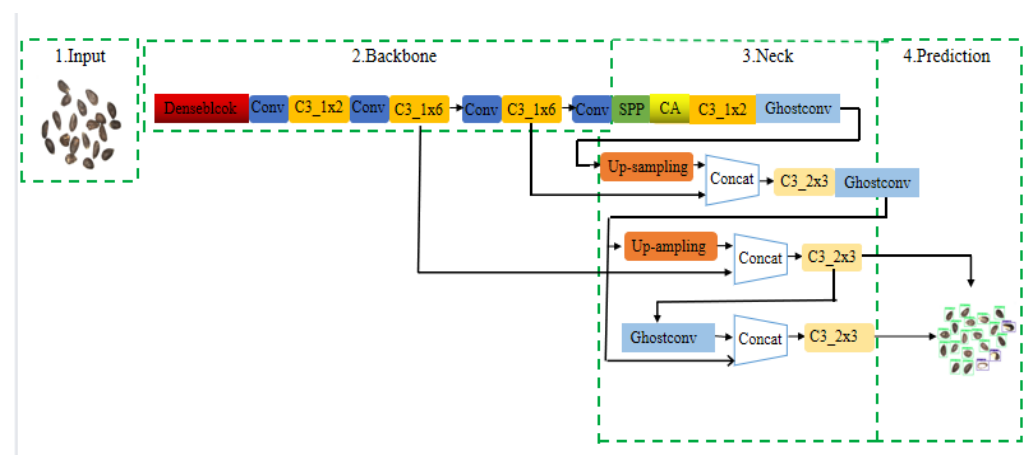 1.Input
2.Backbone
3.Neck
4.Prediction
Denseblcok Conv C3_1x2 Conv C3_1x6 Conv C3_1x6 Conv SPP CA C3_1x2 Ghostconv
Up-sampling Concat C3_2x3 Ghostconv
Up-ampling Concat C3_2x3
Ghostconv Concat C3_2x3